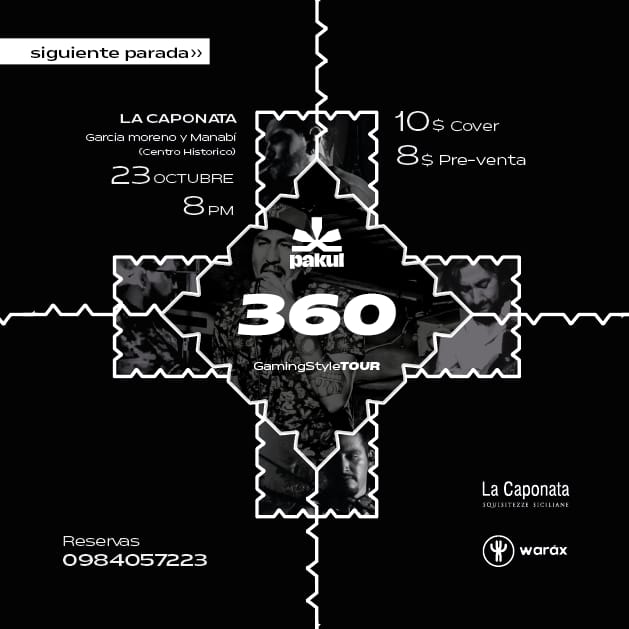 siguiente parada››
LA CAPONATA
Garcia moreno y Manabí
(Centro Historico)
23 OCTUBRE
8 PM
10$ Cover
8$ Pre-venta
pakul
360
GamingStyleTOUR
Reservas
0984057223
La Caponata
SQUISITEZZE SICILIANE
waráx